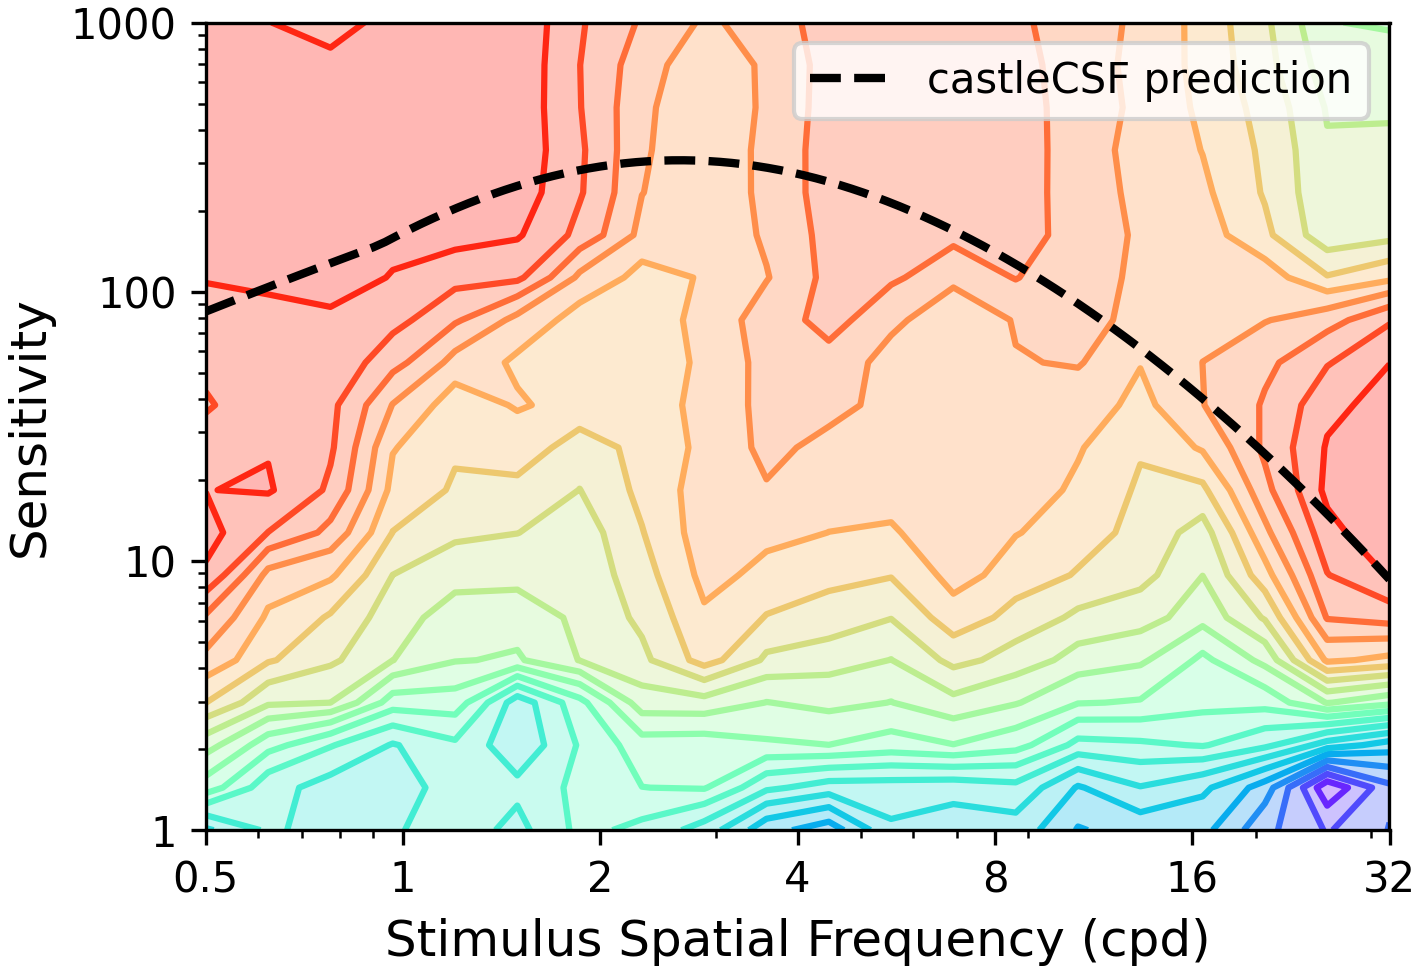 1000
castleCSF prediction
100
Sensitivity
10
1
0.5 1 2 4 8 16 32
Stimulus Spatial Frequency (cpd)